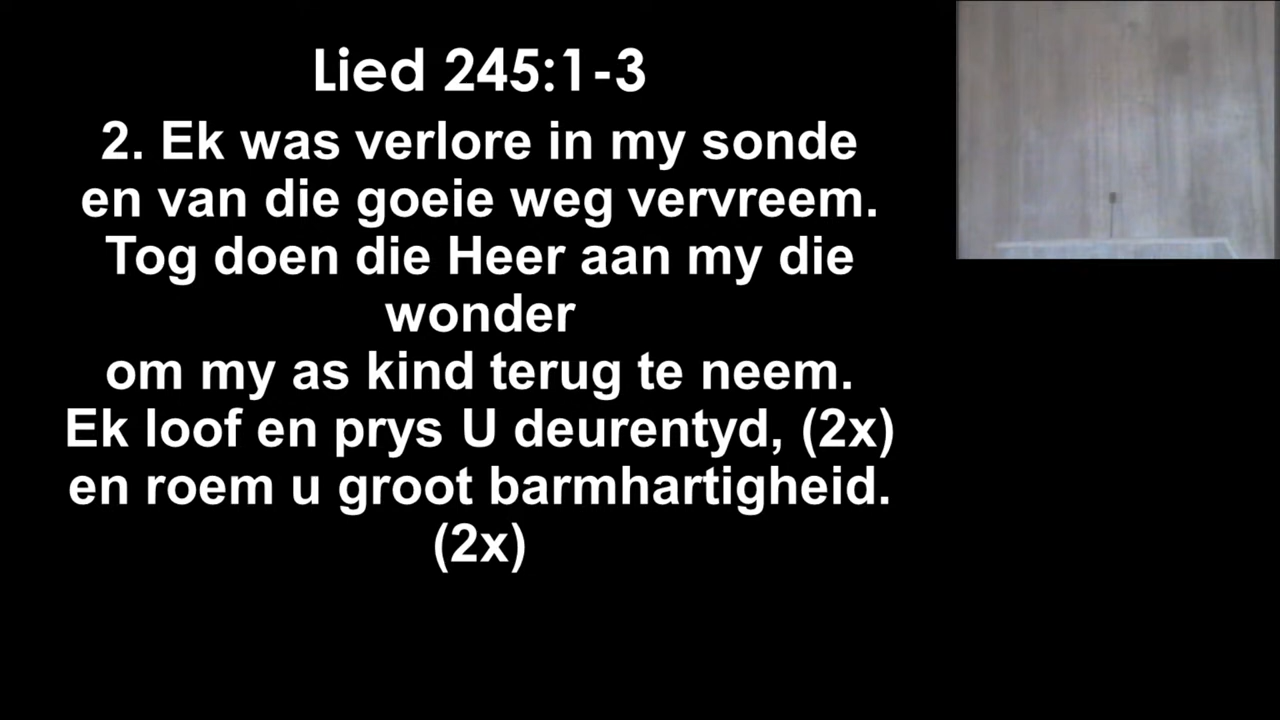 Lied 245:1-3
2. Ek was verlore in my sonde
en van die goeie weg vervreem.
Tog doen die Heer aan my die
wonder
om my as kind terug te neem.
Ek loof en prys U deurentyd, (2x)
en roem u groot barmhartigheid.
(2x)